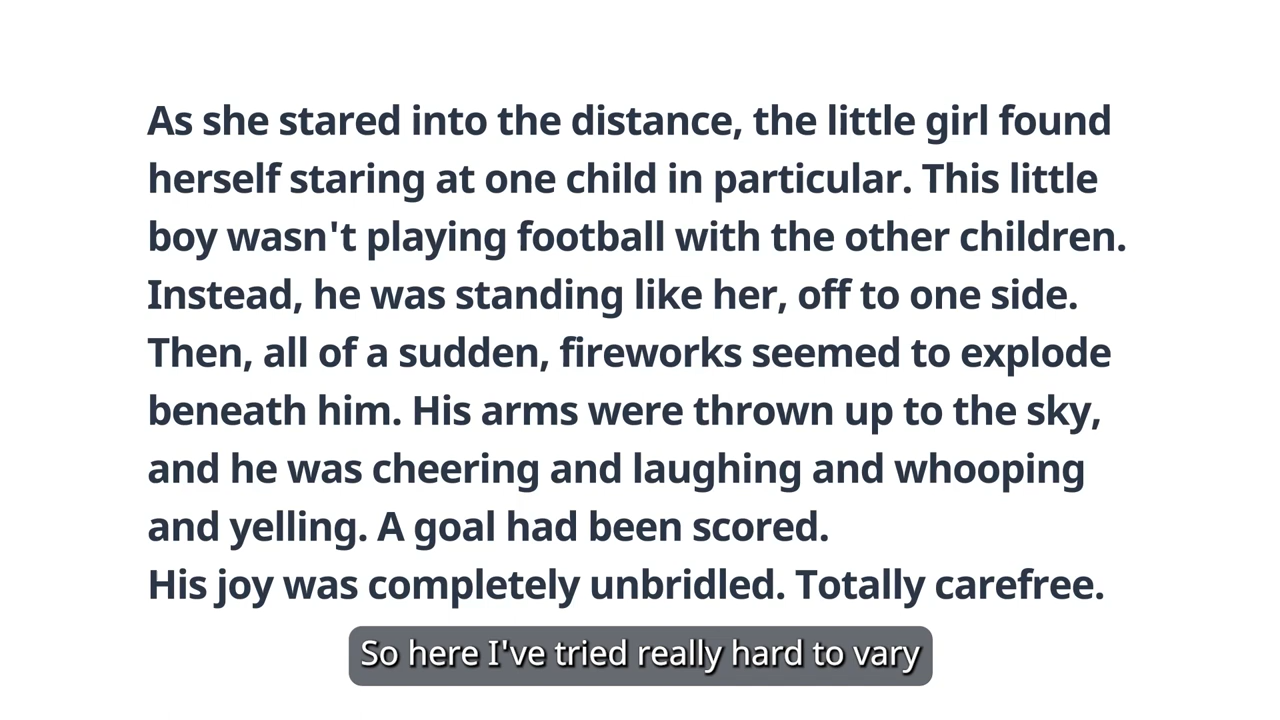 As she stared into the distance, the little girl found
herself staring at one child in particular. This little
boy wasn't playing football with the other children.
Instead, he was standing like her, off to one side.
Then, all of a sudden, fireworks seemed to explode
beneath him. His arms were thrown up to the sky,
and he was cheering and laughing and whooping
and yelling. A goal had been scored.
His joy was completely unbridled. Totally carefree.
So here I've tried really hard to vary